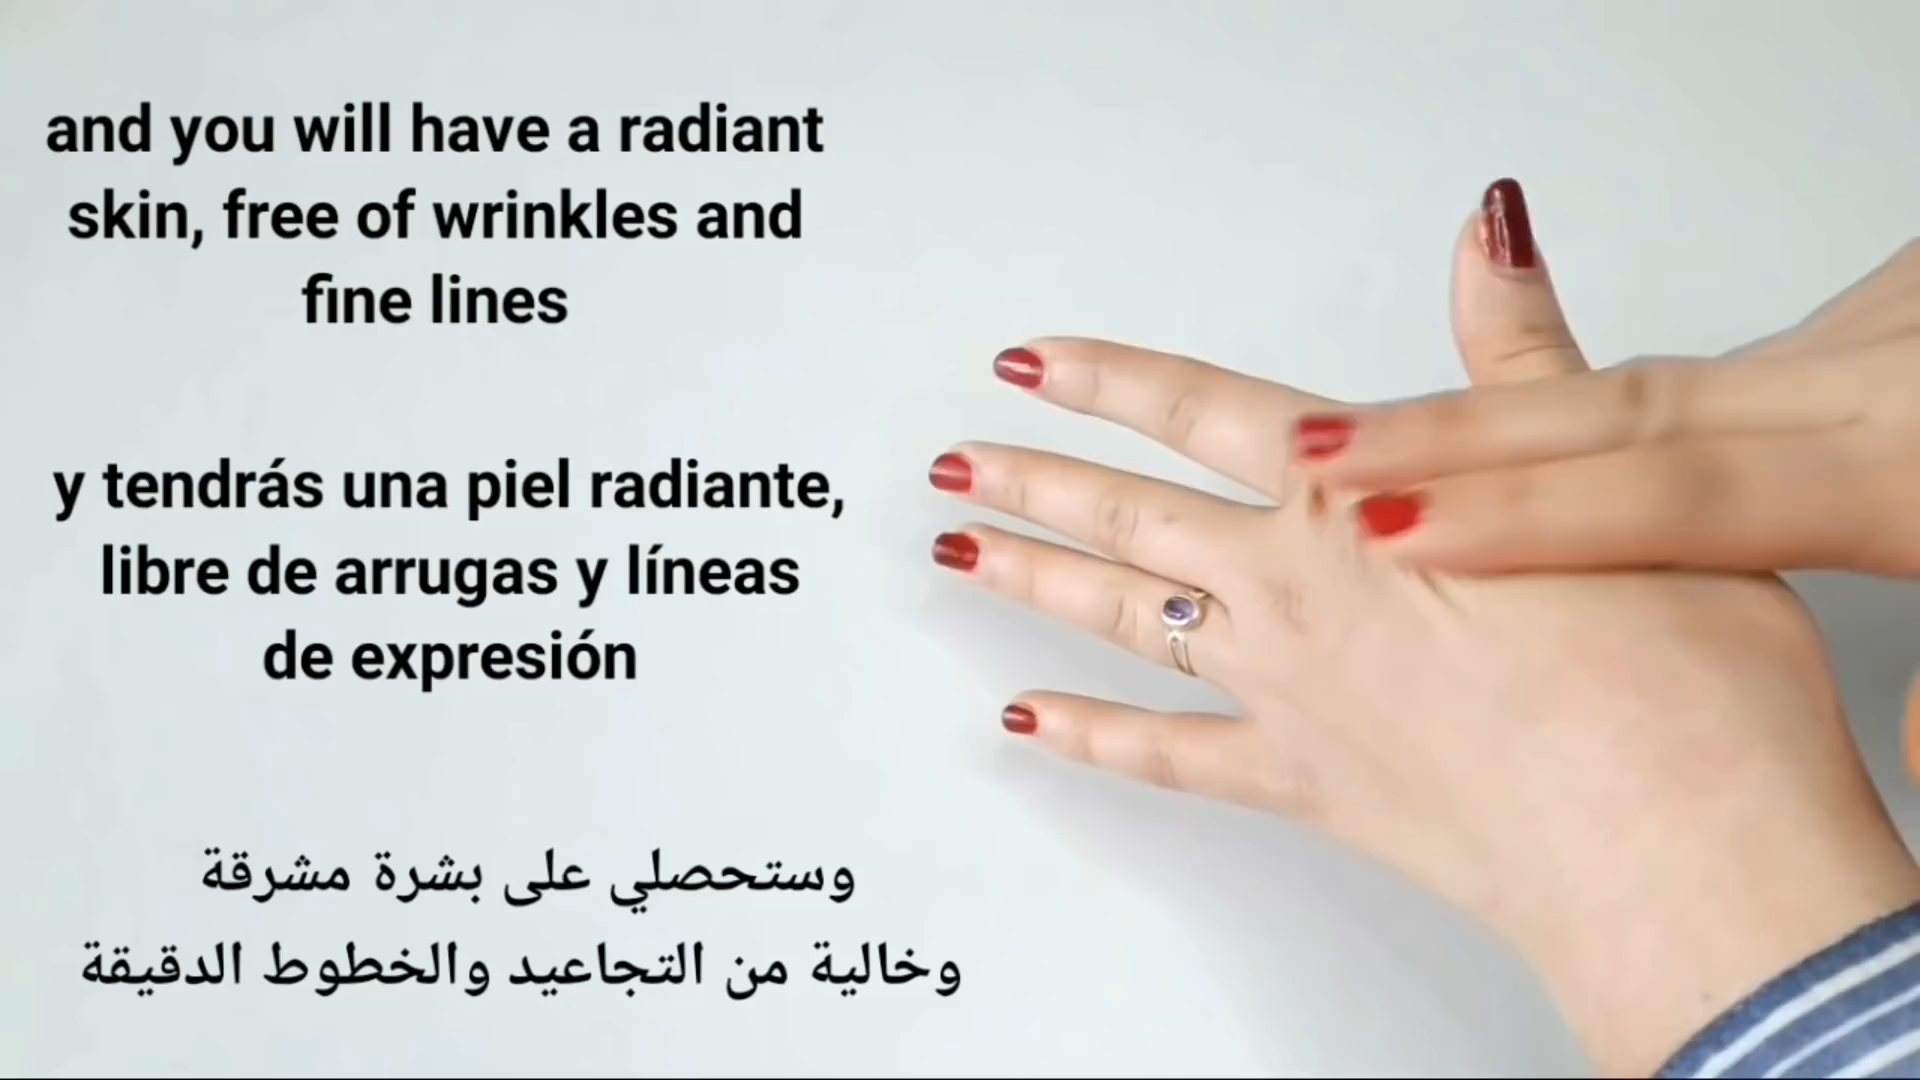 and you will have a radiant
skin, free of wrinkles and
fine lines
y tendrás una piel radiante,
libre de arrugas y líneas
de expresión
وستحصلي على بشرة مشرقة
وخالية من التجاعيد والخطوط الدقيقة